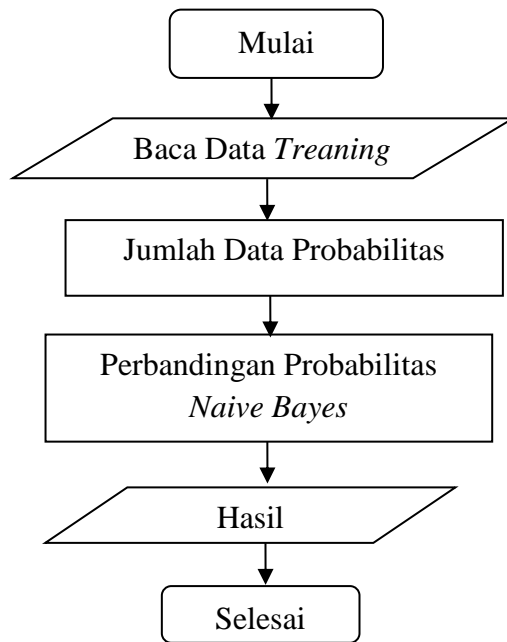 Mulai
Baca Data Treaning
Jumlah Data Probabilitas
Perbandingan Probabilitas
Naive Bayes
Hasil
Selesai